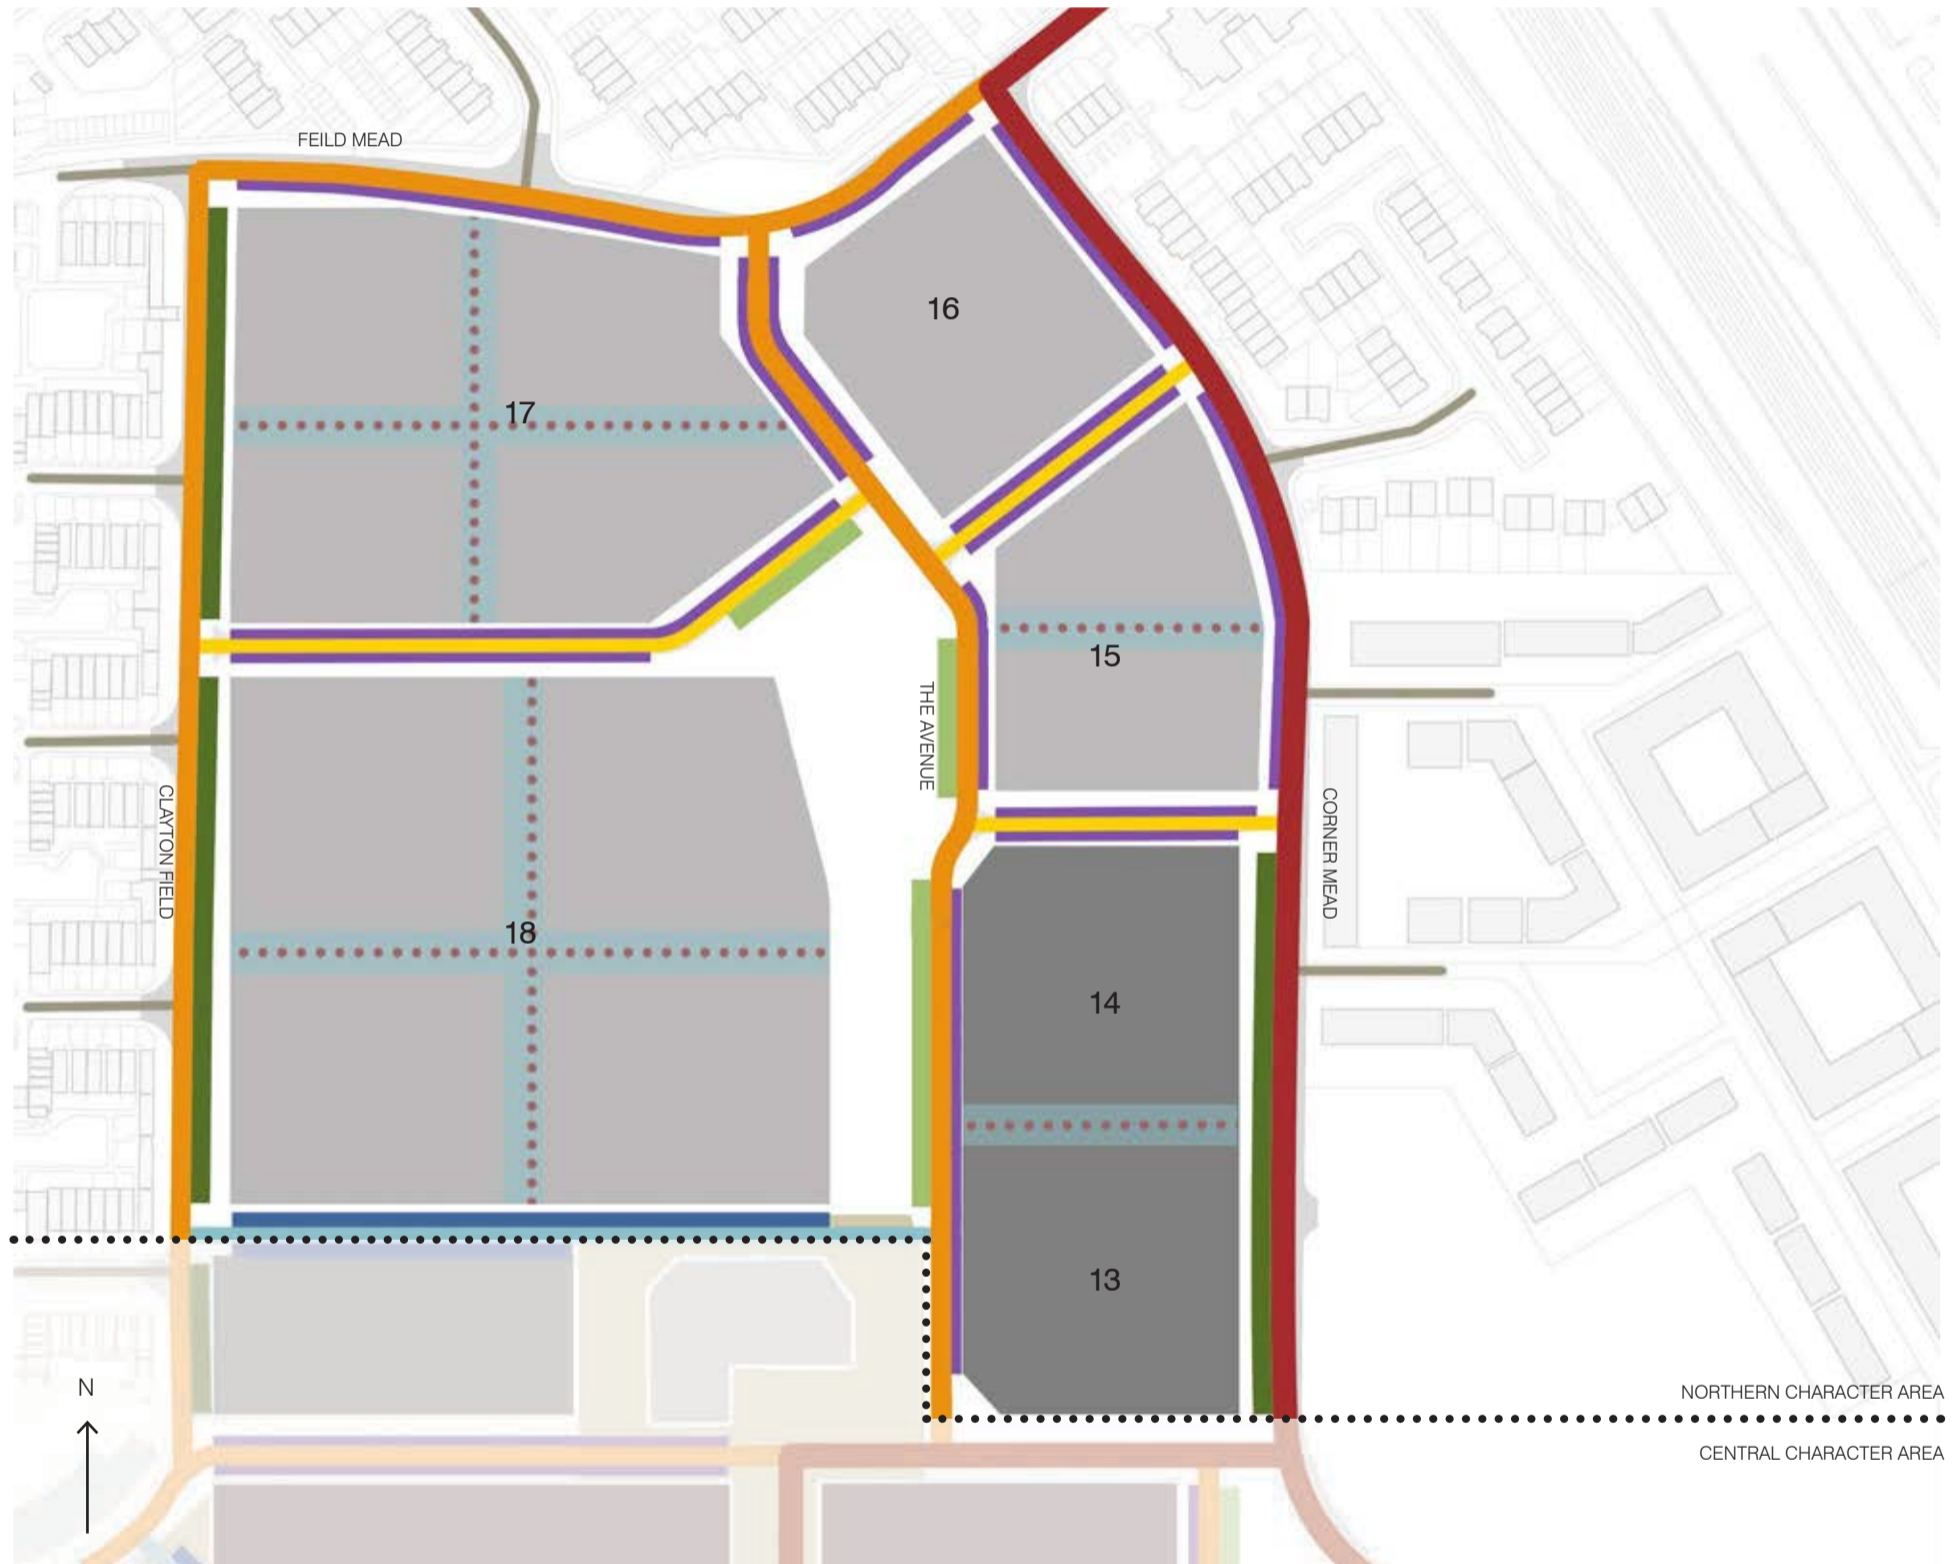 FEILD MEAD
16
17
15
THE AVENUE
CLAYTON FIELD
CORNER MEAD
18
14
13
N
NORTHERN CHARACTER AREA
CENTRAL CHARACTER AREA